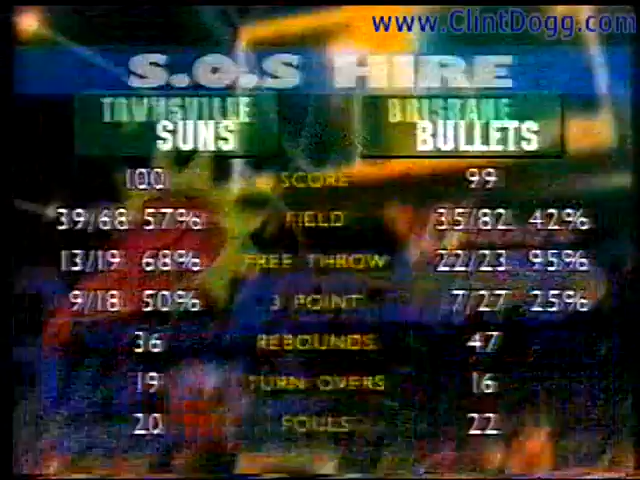 www.ClintDogg.com
S.O.S HIRE
TOWNSVILLE SUNS
BRISBANE BULLETS
100 SCORE 99
39/68 57% FIELD 35/82 42%
13/19 68% FREE THROW 22/23 95%
9/18 50% 3 POINT 7/27 25%
36 REBOUNDS 47
19 TURN OVERS 16
20 FOULS 22